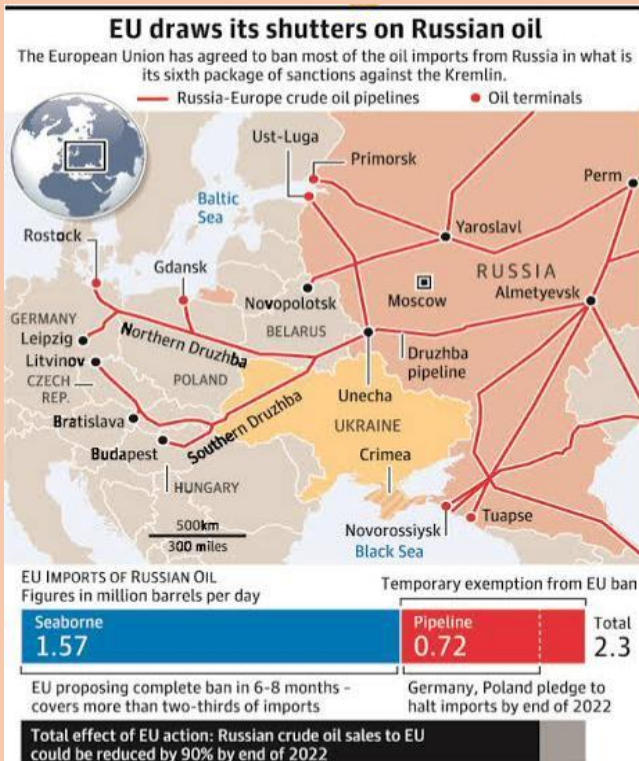 EU draws its shutters on Russian oil
The European Union has agreed to ban most of the oil imports from Russia in what is
its sixth package of sanctions against the Kremlin.
Russia-Europe crude oil pipelines
Oil terminals
Ust-Luga
Primorsk
Perm
Baltic
Sea
Yaroslavl
Rostock
Gdansk
RUSSIA
Novopolotsk
Moscow
Almetyevsk
GERMANY
BELARUS
Leipzig
Northern Druzhba
Litvinov
Druzhba
pipeline
CZECH
REP.
POLAND
Unecha
Bratislava
Southern Druzhba
UKRAINE
Budapest
Crimea
HUNGARY
500km
300 miles
Novorossiysk
Tuapse
Black Sea
EU IMPORTS OF RUSSIAN OIL
Figures in million barrels per day
Temporary exemption from EU ban
Seaborne
1.57
Pipeline
0.72
Total
2.3
EU proposing complete ban in 6-8 months –
covers more than two-thirds of imports
Germany, Poland pledge to
halt imports by end of 2022
Total effect of EU action: Russian crude oil sales to EU
could be reduced by 90% by end of 2022